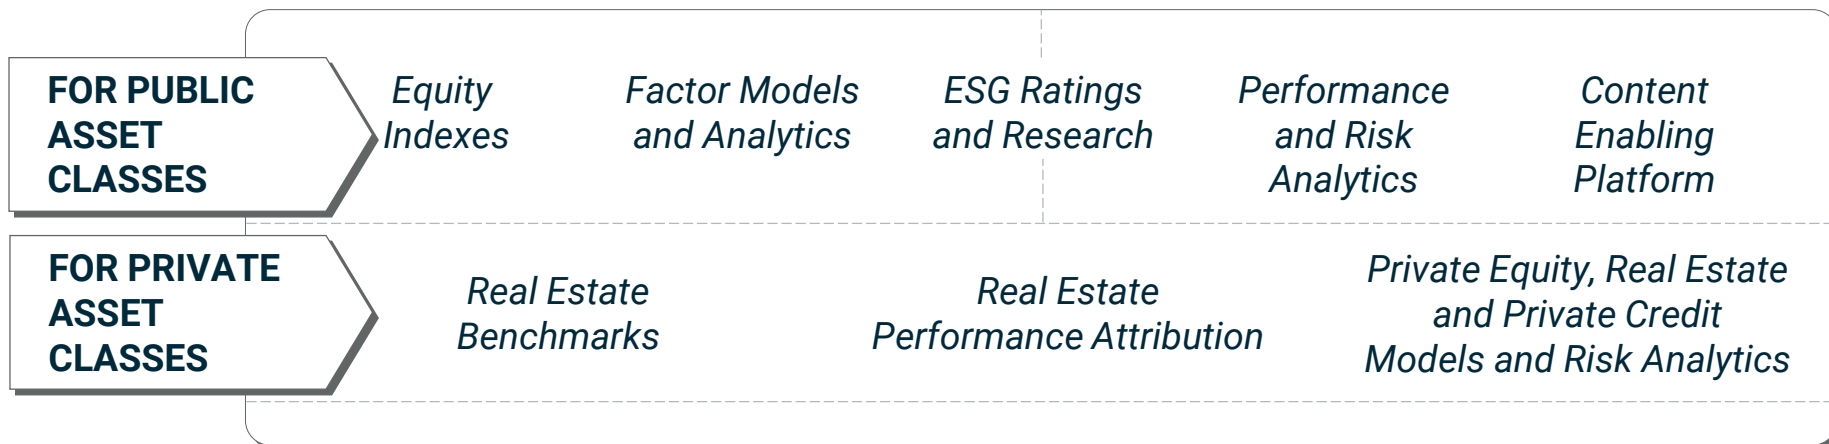 FOR PUBLIC
ASSET
CLASSES
Equity
Indexes
Factor Models
and Analytics
ESG Ratings
and Research
Performance
and Risk
Analytics
Content
Enabling
Platform
FOR PRIVATE
ASSET
CLASSES
Real Estate
Benchmarks
Real Estate
Performance Attribution
Private Equity, Real Estate
and Private Credit
Models and Risk Analytics